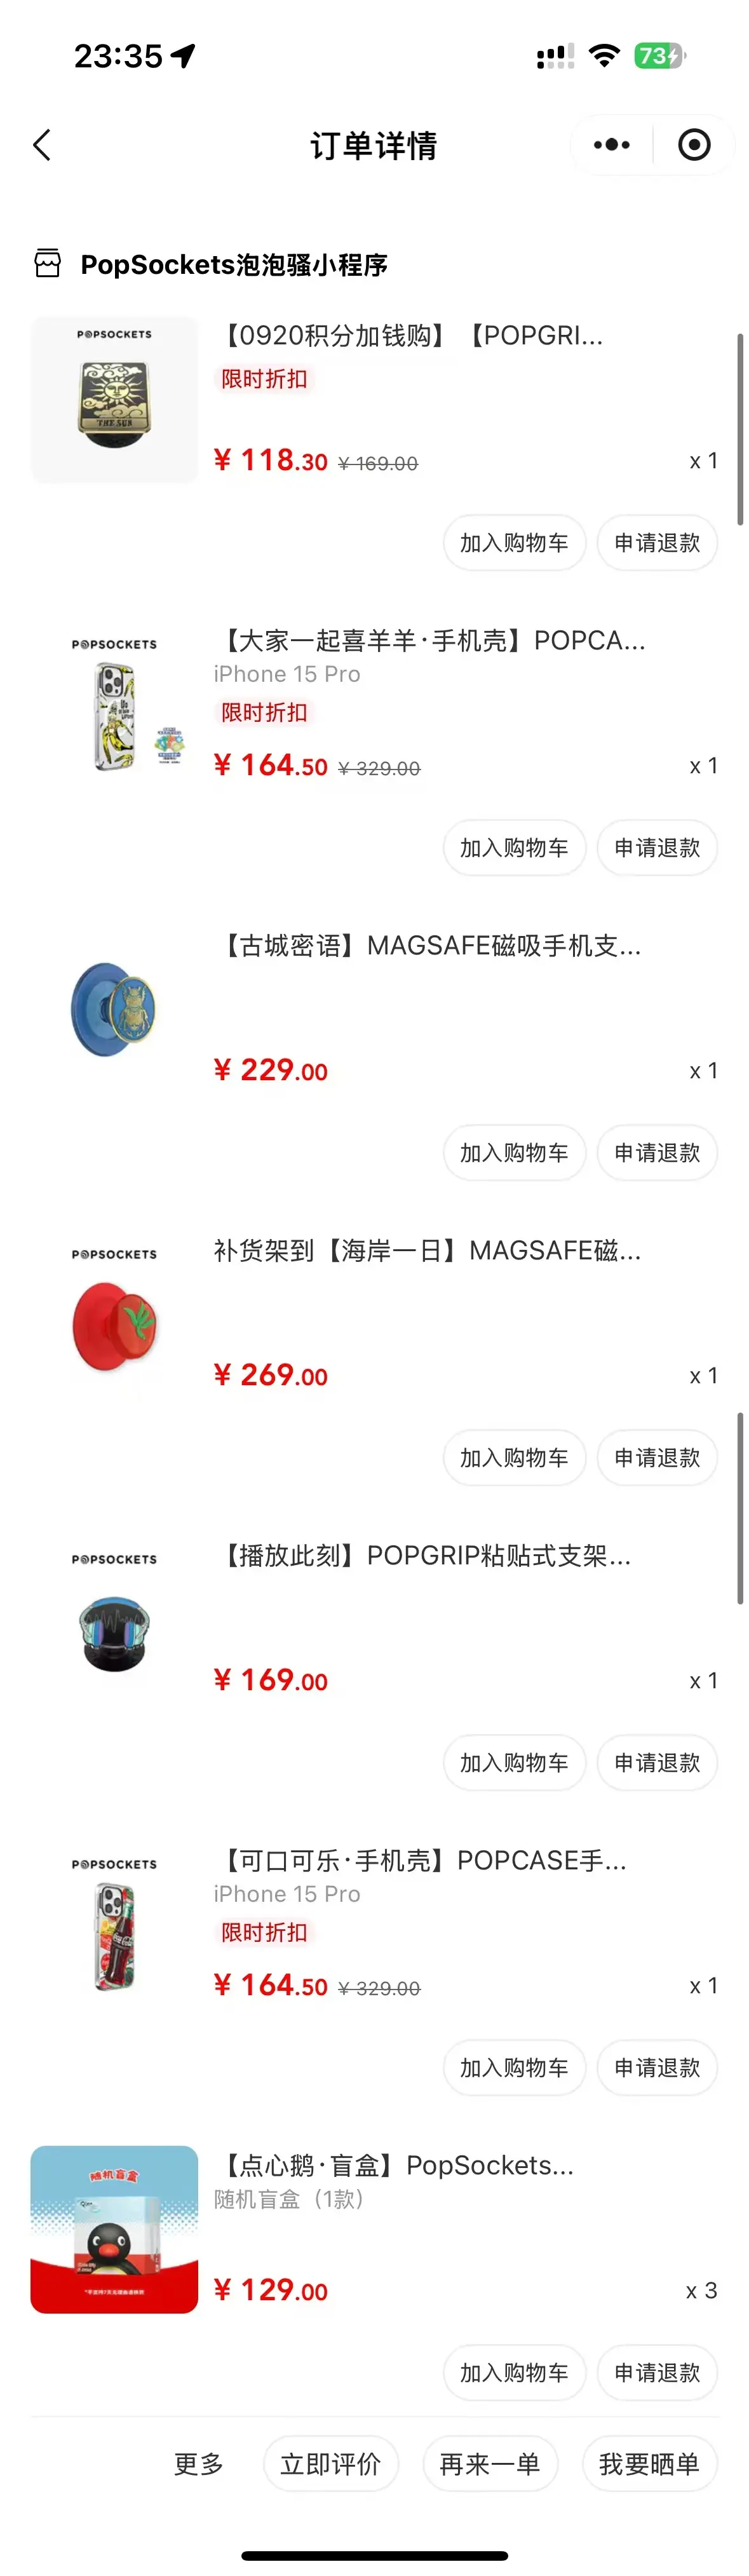 23:35
73
订单详情
PopSockets泡泡骚小程序
POPSOCKETS
THE SUN
【0920积分加钱购】【POPGRI...
限时折扣
¥ 118.30 ¥ 169.00
x 1
加入购物车 申请退款
POPSOCKETS
【大家一起喜羊羊·手机壳】POPCA...
iPhone 15 Pro
限时折扣
¥ 164.50 ¥ 329.00
x 1
加入购物车 申请退款
【古城密语】MAGSAFE磁吸手机支...
¥ 229.00
x 1
加入购物车 申请退款
POPSOCKETS
补货架到【海岸一日】MAGSAFE磁...
¥ 269.00
x 1
加入购物车 申请退款
POPSOCKETS
【播放此刻】POPGRIP粘贴式支架...
¥ 169.00
x 1
加入购物车 申请退款
POPSOCKETS
Coca-Cola
【可口可乐·手机壳】POPCASE手...
iPhone 15 Pro
限时折扣
¥ 164.50 ¥ 329.00
x 1
加入购物车 申请退款
随机盲盒
【点心鹅·盲盒】PopSockets...
随机盲盒（1款）
¥ 129.00
x 3
加入购物车 申请退款
更多 立即评价 再来一单 我要晒单